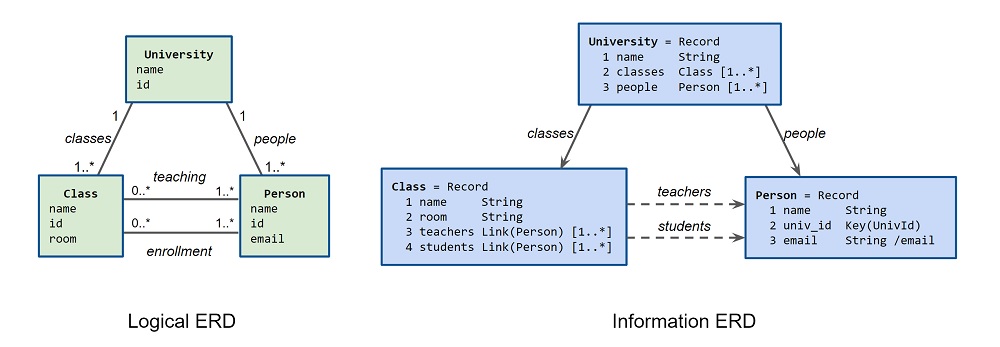 University
name
id
1
1
classes
people
1..*
1..*
Class
name
id
room
teaching
0..*
1..*
0..*
1..*
enrollment
Person
name
id
email
Logical ERD
University = Record
1 name String
2 classes Class [1..*]
3 people Person [1..*]
classes
people
Class = Record
1 name String
2 room String
3 teachers Link(Person) [1..*]
4 students Link(Person) [1..*]
teachers
students
Person = Record
1 name String
2 univ_id Key(UnivId)
3 email String /email
Information ERD